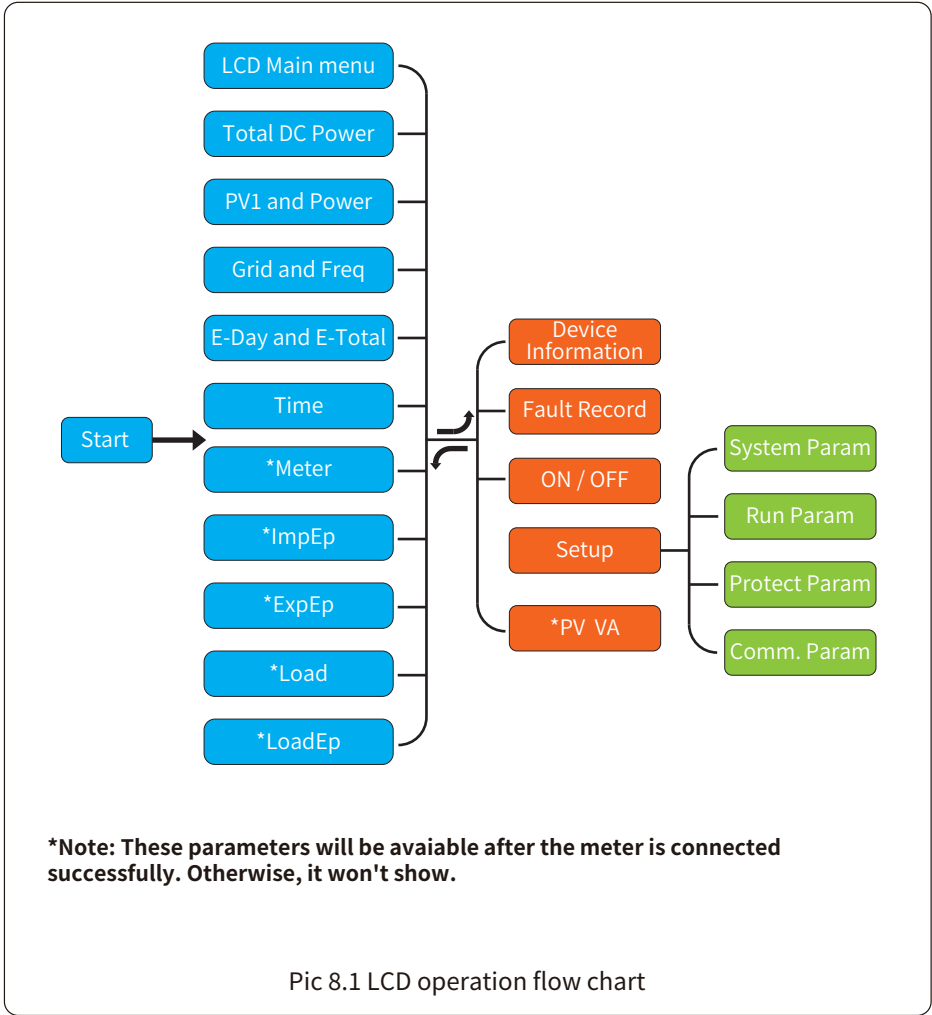 LCD Main menu
Total DC Power
PV1 and Power
Grid and Freq
E-Day and E-Total
Time
Start
*Meter
*ImpEp
*ExpEp
*Load
*LoadEp
Device
Information
Fault Record
ON / OFF
Setup
*PV VA
System Param
Run Param
Protect Param
Comm. Param
*Note: These parameters will be avaiable after the meter is connected
successfully. Otherwise, it won't show.
Pic 8.1 LCD operation flow chart